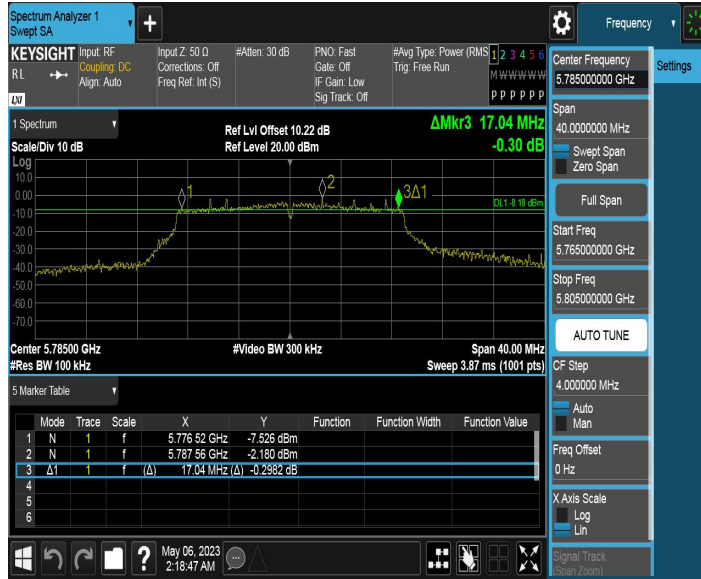 Spectrum Analyzer 1
Swept SA
Frequency
KEYSIGHT
RL
LXI
Input: RF
Coupling: DC
Align: Auto
Input Z: 50 Ω
Corrections: Off
Freq Ref: Int (S)
#Atten: 30 dB
PNO: Fast
Gate: Off
IF Gain: Low
Sig Track: Off
#Avg Type: Power (RMS
Trig: Free Run
1 2 3 4 5 6
M W W W W W
P P P P P P
1 Spectrum
Scale/Div 10 dB
Ref Lvl Offset 10.22 dB
Ref Level 20.00 dBm
ΔMkr3 17.04 MHz
-0.30 dB
Log
10.0
0.00
-10.0
-20.0
-30.0
-40.0
-50.0
-60.0
-70.0
1
2
3Δ1
DL1 -8.18 dBm
Center 5.78500 GHz
#Video BW 300 kHz
Span 40.00 MHz
#Res BW 100 kHz
Sweep 3.87 ms (1001 pts)
5 Marker Table
Mode Trace Scale X Y Function Function Width Function Value
1 N 1 f 5.776 52 GHz -7.526 dBm
2 N 1 f 5.787 56 GHz -2.180 dBm
3 Δ1 1 f (Δ) 17.04 MHz (Δ) -0.2982 dB
4
5
6
May 06, 2023
2:18:47 AM
?
Center Frequency
5.785000000 GHz
Settings
Span
40.0000000 MHz
Swept Span
Zero Span
Full Span
Start Freq
5.765000000 GHz
Stop Freq
5.805000000 GHz
AUTO TUNE
CF Step
4.000000 MHz
Auto
Man
Freq Offset
0 Hz
X Axis Scale
Log
Lin
Signal Track
(Span Zoom)